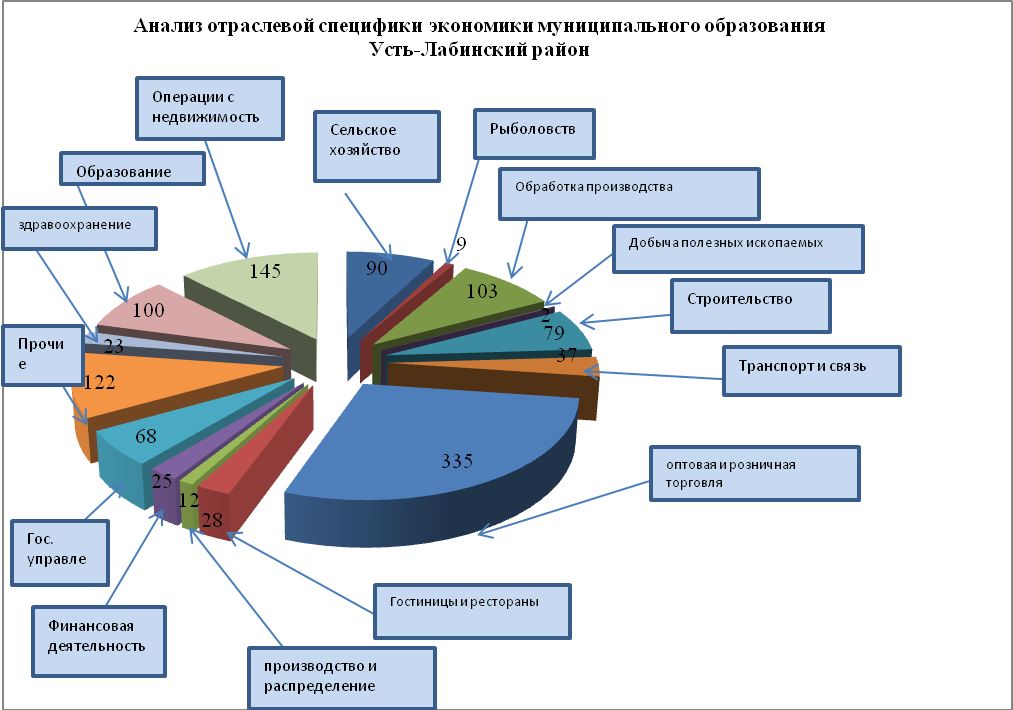 Анализ отраслевой специфики экономики муниципального образования
Усть-Лабинский район
Операции с
недвижимость
Сельское
хозяйство
Рыболовств
Образование
Обработка производства
здравоохранение
Добыча полезных ископаемых
Строительство
Прочи
е
Транспорт и связь
оптовая и розничная
торговля
Гос.
управле
Гостиницы и рестораны
Финансовая
деятельность
производство и
распределение
90
9
103
2
79
37
335
28
12
25
68
122
23
100
145